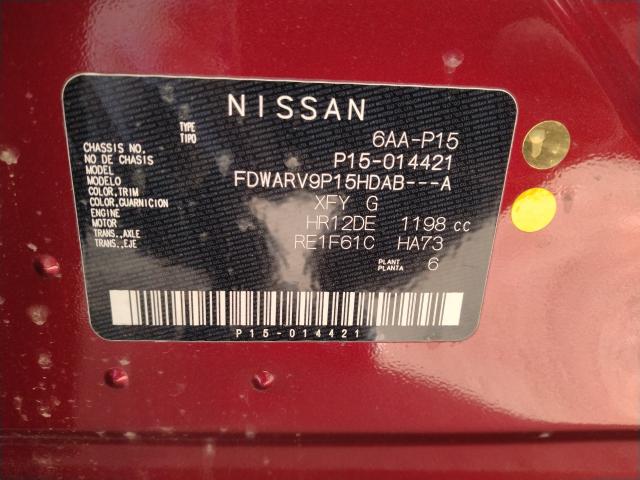 NISSAN
TYPE
TIPO 6AA-P15
CHASSIS NO.
NO DE CHASSIS P15-014421
MODEL
MODELO FDWARV9P15HDAB---A
COLOR,TRIM
COLOR,GUARNICION XFY G
ENGINE
MOTOR HR12DE 1198 cc
TRANS.,AXLE
TRANS.,EJE RE1F61C HA73
PLANT
PLANTA 6
P15-014421